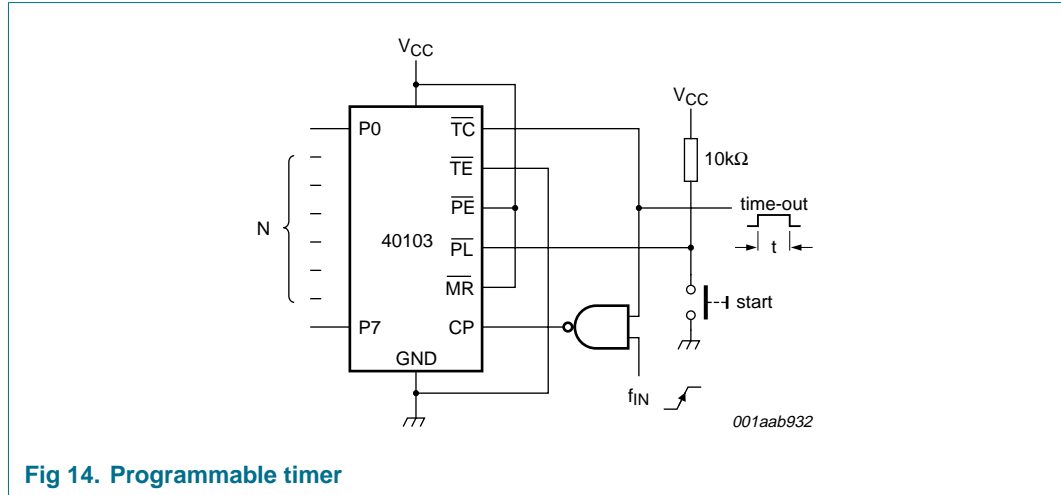 VCC
VCC
P0
TC
TE
10kΩ
time-out
PE
N
40103
PL
t
MR
start
P7
CP
GND
fIN
001aab932
Fig 14. Programmable timer